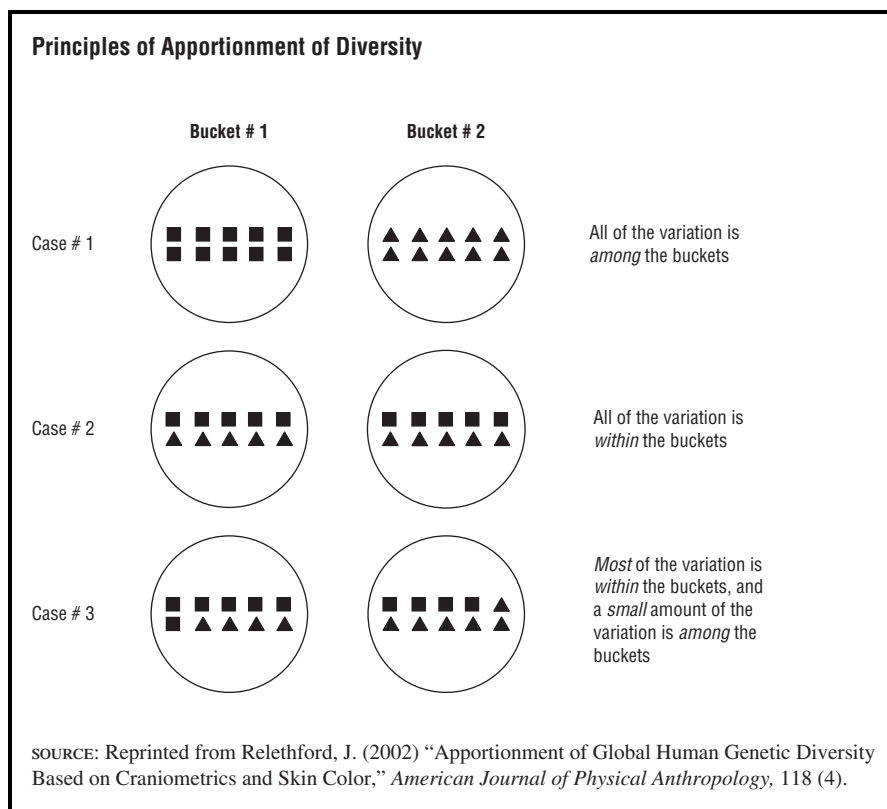 Principles of Apportionment of Diversity
Bucket # 1
Bucket # 2
Case # 1
All of the variation is
among the buckets
Case # 2
All of the variation is
within the buckets
Case # 3
Most of the variation is
within the buckets, and
a small amount of the
variation is among the
buckets
SOURCE: Reprinted from Relethford, J. (2002) “Apportionment of Global Human Genetic Diversity
Based on Craniometrics and Skin Color,” American Journal of Physical Anthropology, 118 (4).